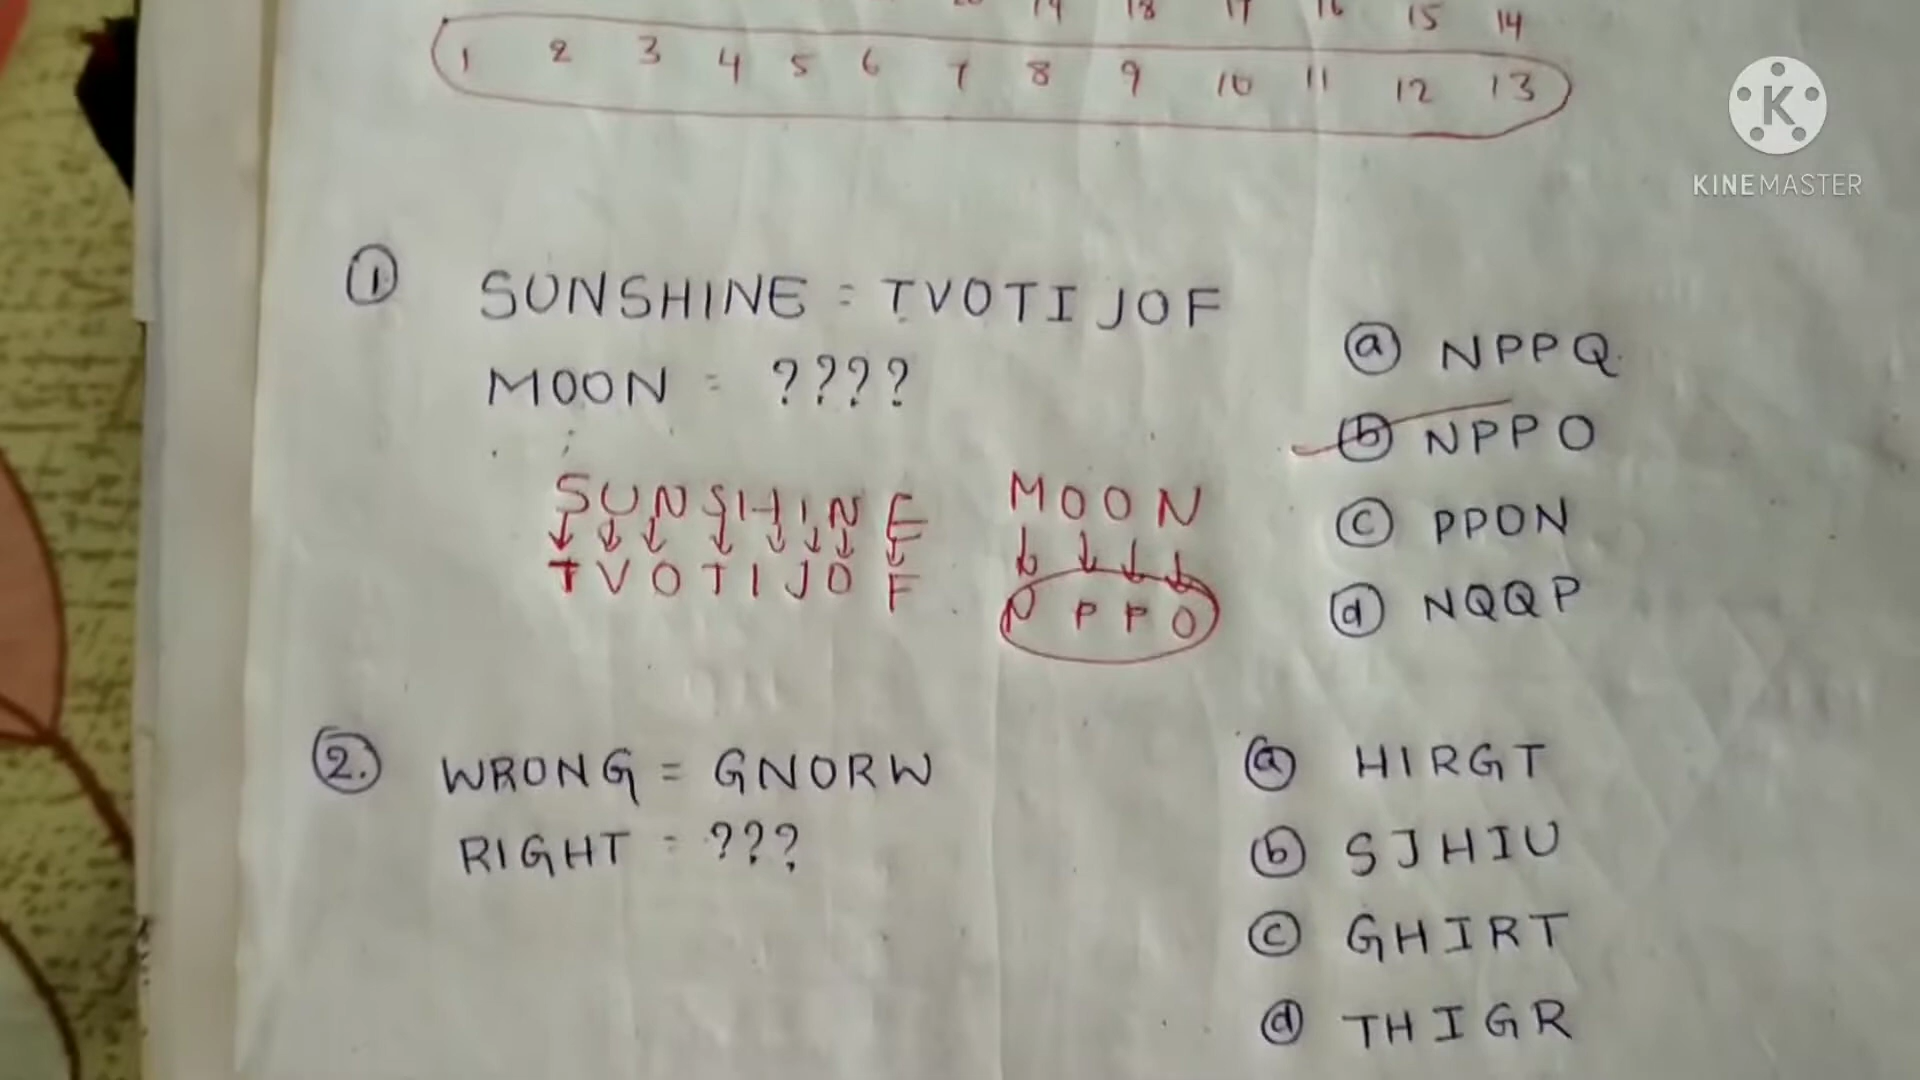 19 18 17 16 15 14
1 2 3 4 5 6 7 8 9 10 11 12 13
K
KINEMASTER
① SUNSHINE = TVOTIJOF
MOON = ????
ⓐ NPPQ
ⓑ NPPO
ⓒ PPON
ⓓ NQQP
SUNSHINE MOON
TVOTIJOF NPPO
②. WRONG = GNORW
RIGHT = ???
ⓐ HIRGT
ⓑ SJHIU
ⓒ GHIRT
ⓓ THIGR